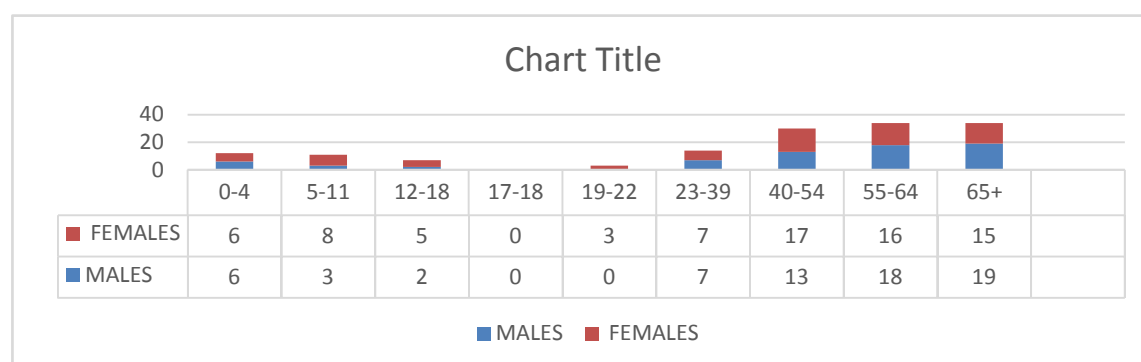 Chart Title
40
20
0
0-4 5-11 12-18 17-18 19-22 23-39 40-54 55-64 65+
FEMALES 6 8 5 0 3 7 17 16 15
MALES 6 3 2 0 0 7 13 18 19
MALES FEMALES